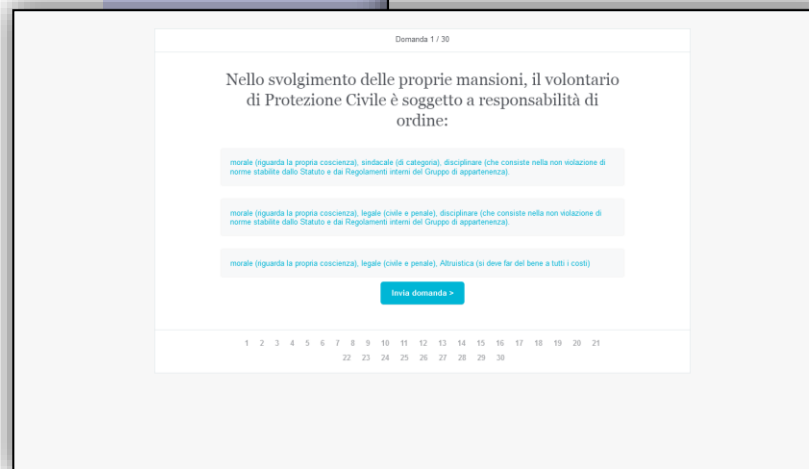 Domanda 1 / 30
Nello svolgimento delle proprie mansioni, il volontario
di Protezione Civile è soggetto a responsabilità di
ordine:
morale (riguarda la propria coscienza), sindacale (di categoria), disciplinare (che consiste nella non violazione di
norme stabilite dallo Statuto e dai Regolamenti interni del Gruppo di appartenenza).
morale (riguarda la propria coscienza), legale (civile e penale), disciplinare (che consiste nella non violazione di
norme stabilite dallo Statuto e dai Regolamenti interni del Gruppo di appartenenza).
morale (riguarda la propria coscienza), legale (civile e penale), Altruistica (si deve far del bene a tutti i costi)
Invia domanda >
1 2 3 4 5 6 7 8 9 10 11 12 13 14 15 16 17 18 19 20 21
22 23 24 25 26 27 28 29 30